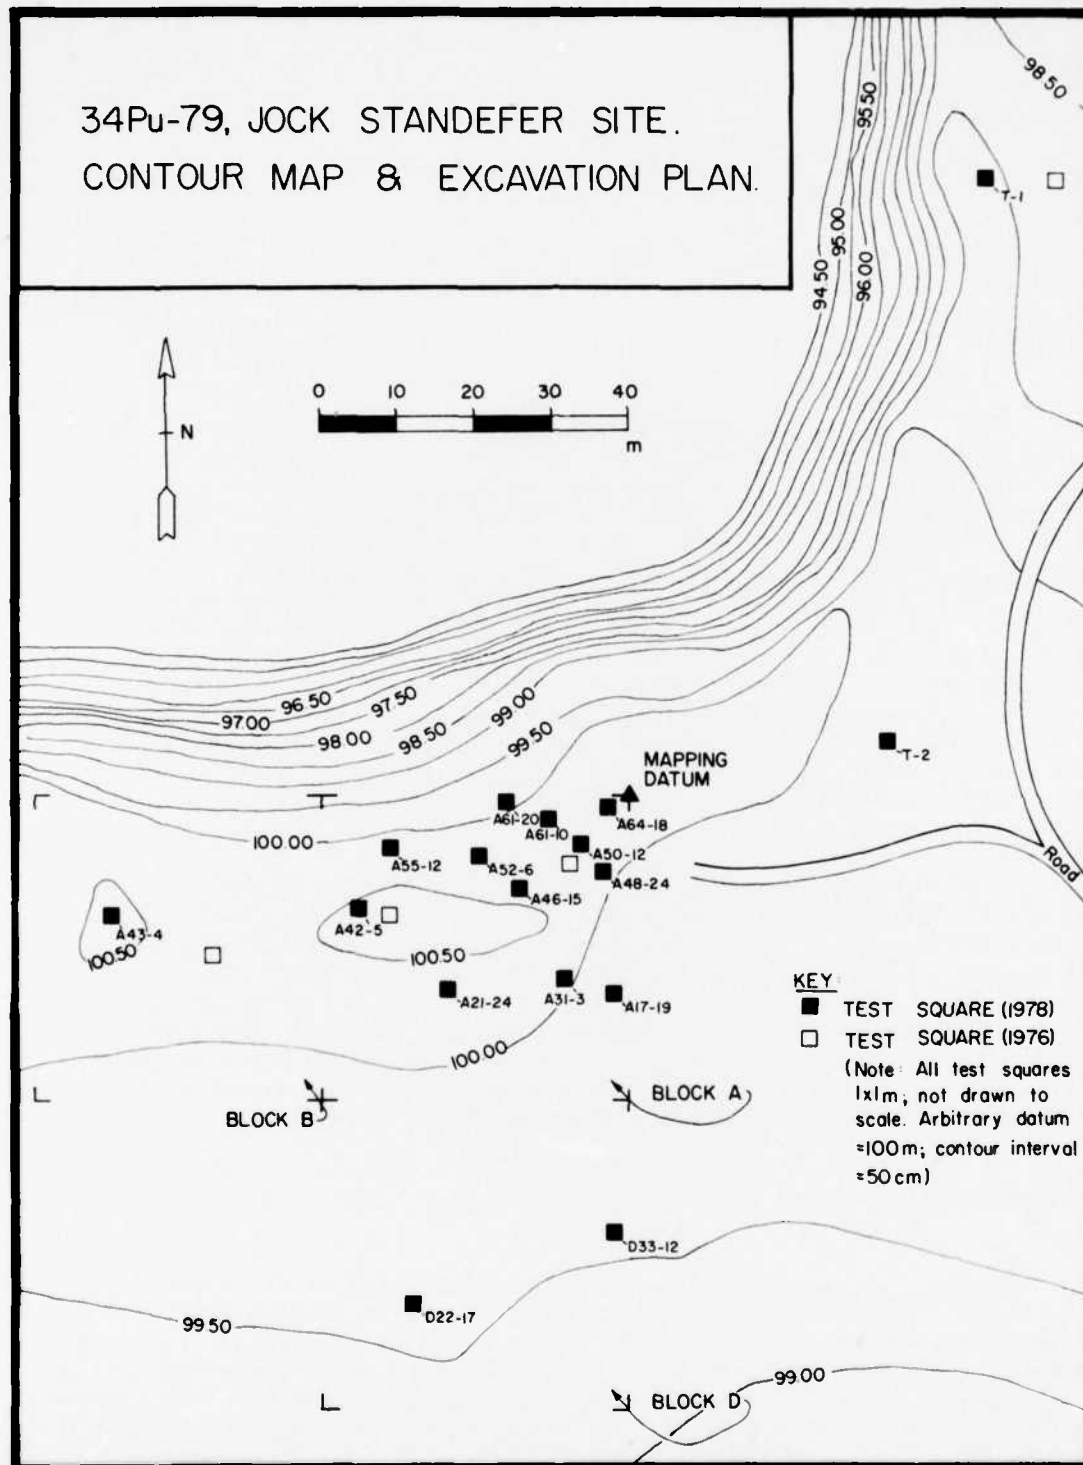 34Pu-79, JOCK STANDEFER SITE.
CONTOUR MAP & EXCAVATION PLAN.
98.50
95.50
T-1
95.00
94.50
96.00
N
0 10 20 30 40
m
96.50
97.00
97.50
98.00
98.50
99.00
99.50
MAPPING
DATUM
T-2
A61-20
A61-10
A64-18
100.00
A55-12
A52-6
A50-12
A48-24
Road
A46-15
A43-4
A42-5
100.50
100.50
A21-24
A31-3
A17-19
100.00
KEY:
TEST SQUARE (1978)
TEST SQUARE (1976)
(Note: All test squares
1x1m; not drawn to
scale. Arbitrary datum
=100m; contour interval
=50cm)
BLOCK B
BLOCK A
D33-12
D22-17
99.50
99.00
BLOCK D